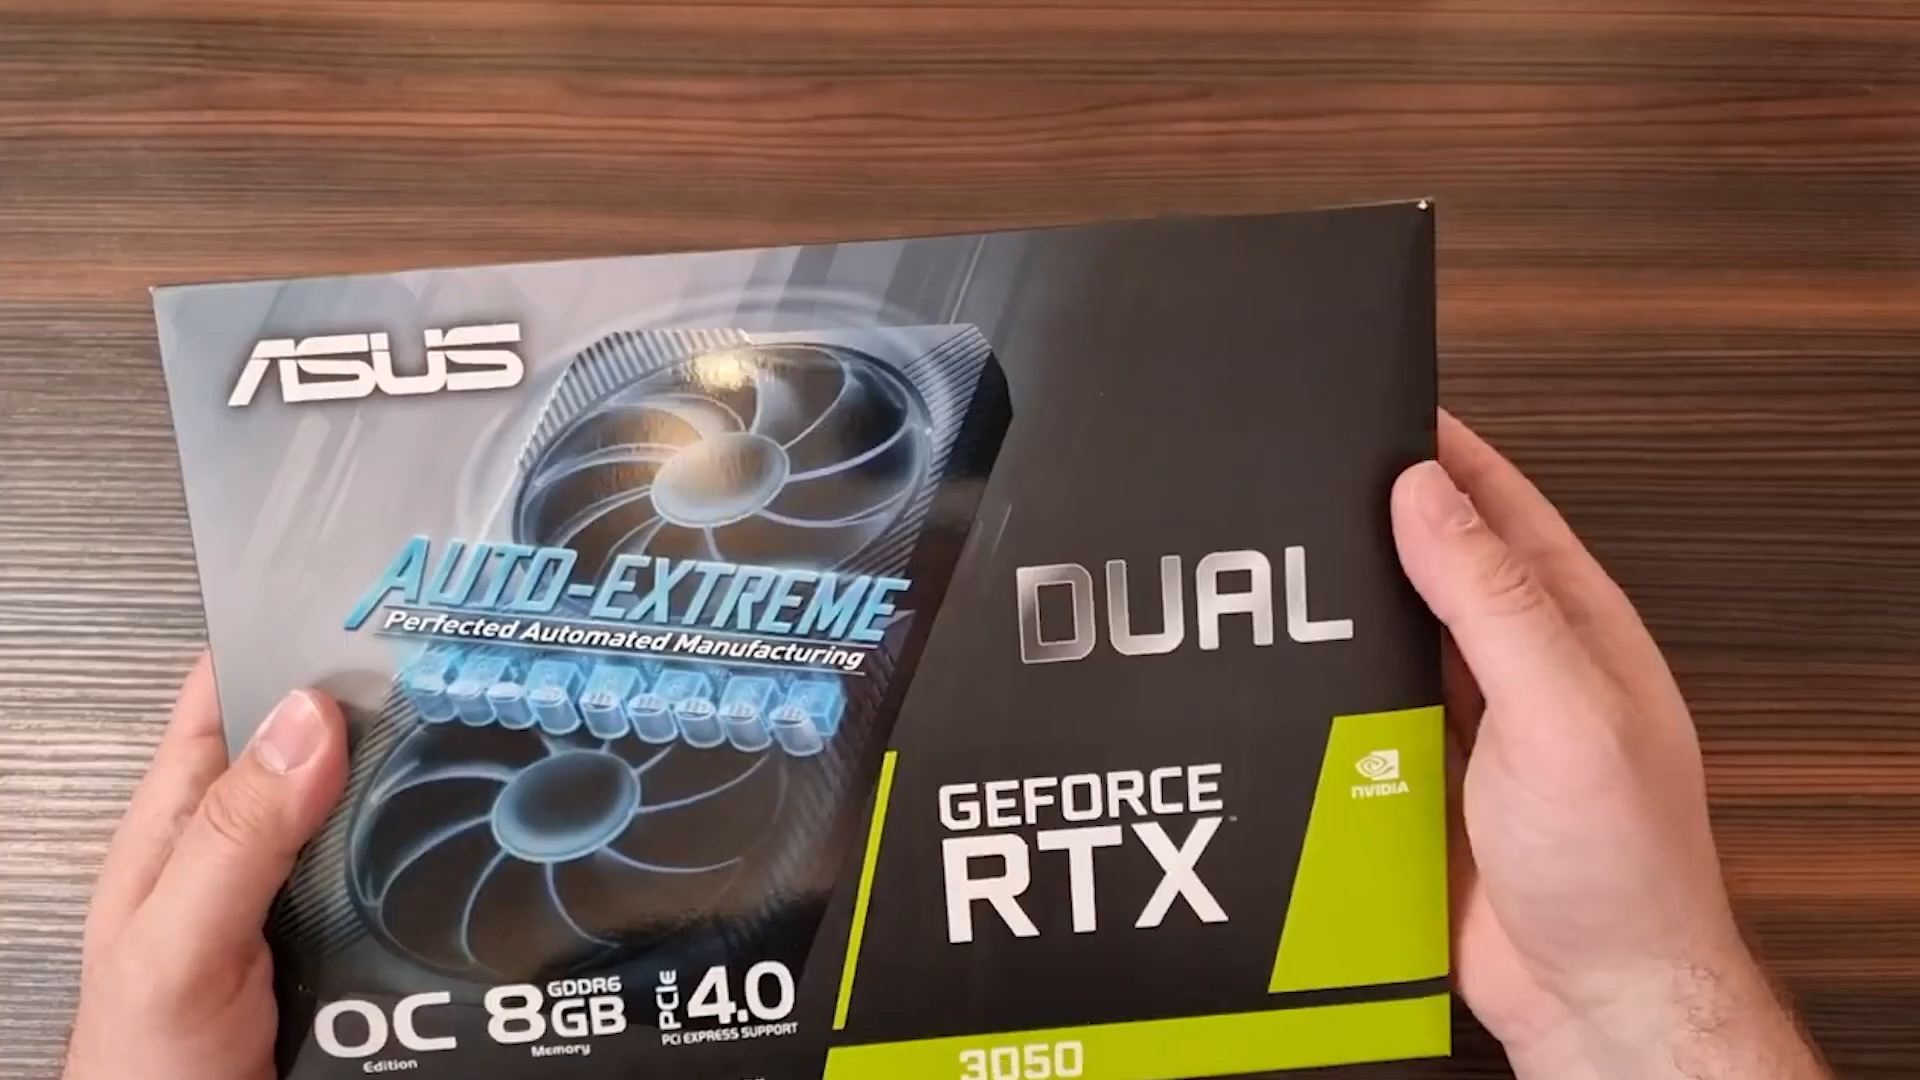 ASUS
AUTO-EXTREME
Perfected Automated Manufacturing
DUAL
NVIDIA
GEFORCE
RTX™
OC
Edition
8GB GDDR6
Memory
PCIe 4.0
PCI EXPRESS SUPPORT
3050